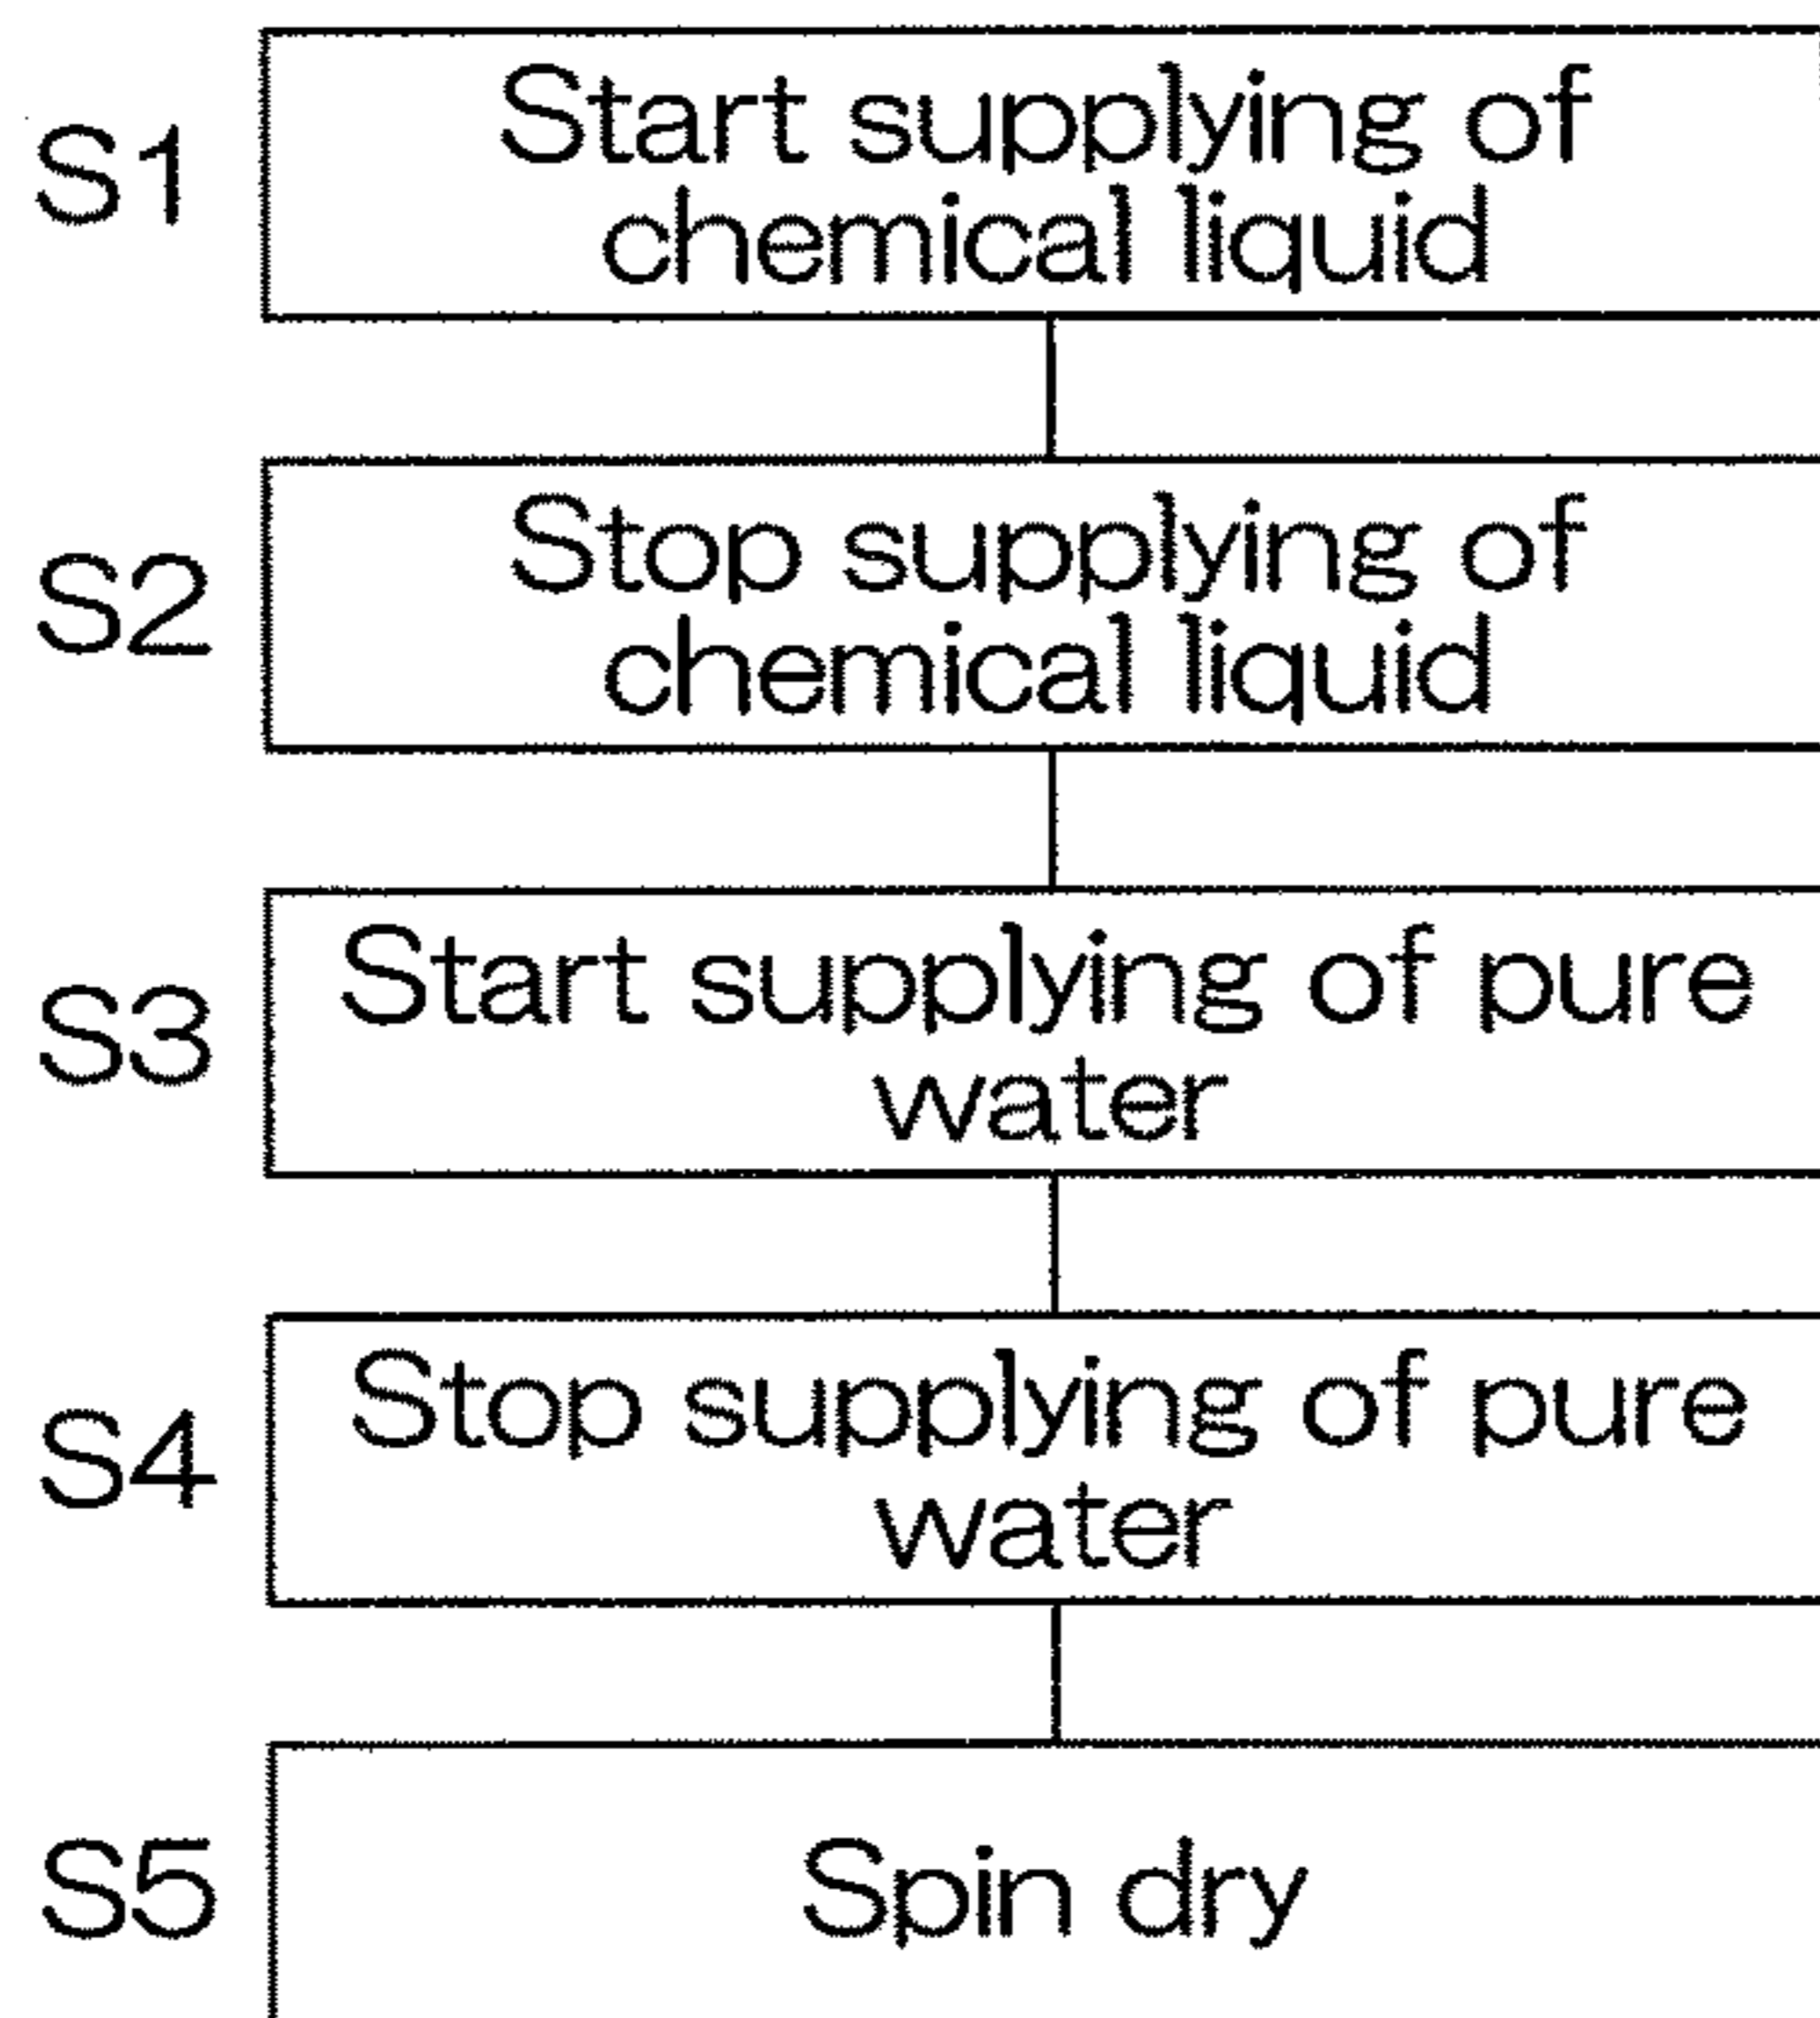 S1
Start supplying of
chemical liquid
S2
Stop supplying of
chemical liquid
S3
Start supplying of pure
water
S4
Stop supplying of pure
water
S5
Spin dry